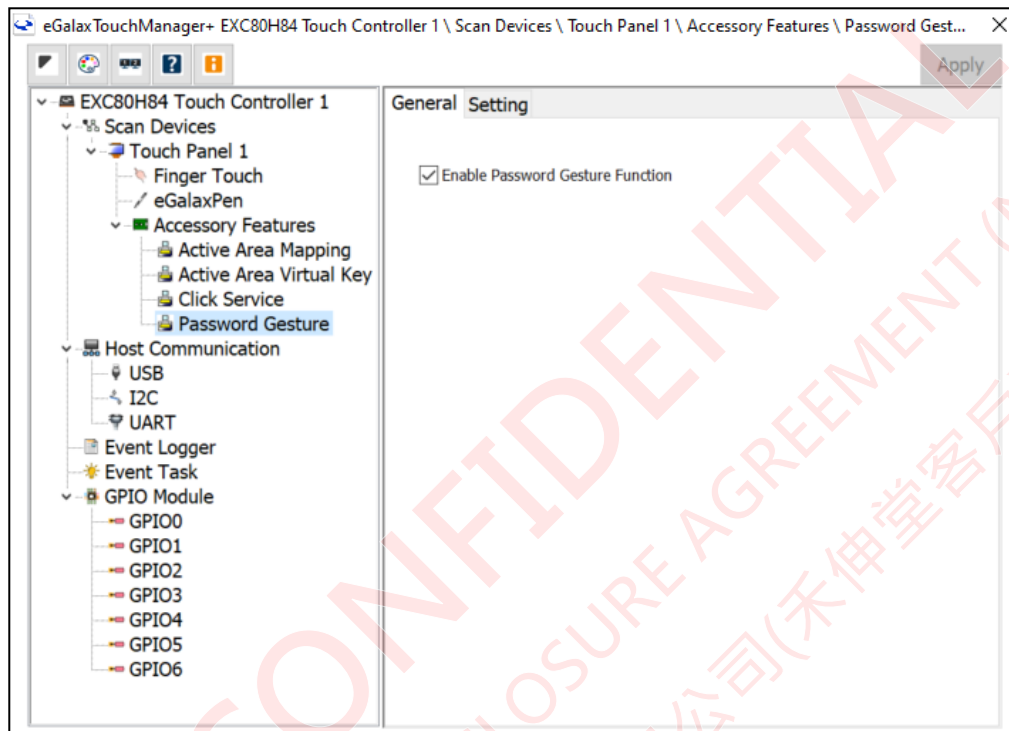 eGalaxTouchManager+ EXC80H84 Touch Controller 1 \ Scan Devices \ Touch Panel 1 \ Accessory Features \ Password Gest...
Apply
EXC80H84 Touch Controller 1
Scan Devices
Touch Panel 1
Finger Touch
eGalaxPen
Accessory Features
Active Area Mapping
Active Area Virtual Key
Click Service
Password Gesture
Host Communication
USB
I2C
UART
Event Logger
Event Task
GPIO Module
GPIO0
GPIO1
GPIO2
GPIO3
GPIO4
GPIO5
GPIO6
General Setting
Enable Password Gesture Function
CONFIDENTIAL
CLOSURE AGREEMENT (N
公司(禾伸堂客戶